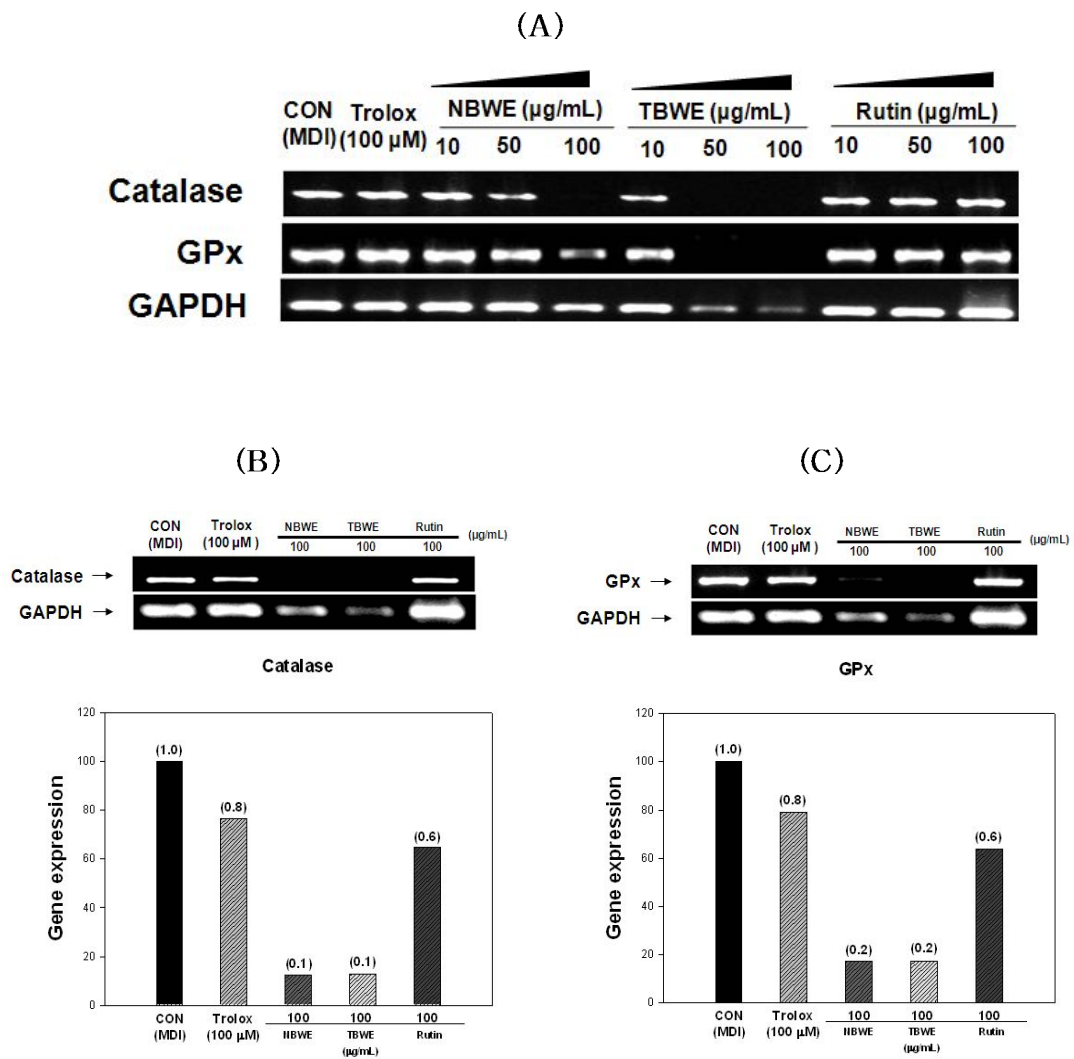 (A)
CON
(MDI)
Trolox
(100 µM)
NBWE (µg/mL)
10 50 100
TBWE (µg/mL)
10 50 100
Rutin (µg/mL)
10 50 100
Catalase
GPx
GAPDH
(B)
CON
(MDI)
Trolox
(100 µM )
NBWE TBWE Rutin
100 100 100
(µg/mL)
Catalase →
GAPDH →
Catalase
Gene expression
120
100
80
60
40
20
0
(1.0)
(0.8)
(0.1)
(0.1)
(0.6)
CON
(MDI)
Trolox
(100 µM)
100 100 100
NBWE TBWE Rutin
(µg/mL)
(C)
CON
(MDI)
Trolox
(100 µM )
NBWE TBWE Rutin
100 100 100
(µg/mL)
GPx →
GAPDH →
GPx
Gene expression
120
100
80
60
40
20
0
(1.0)
(0.8)
(0.2)
(0.2)
(0.6)
CON
(MDI)
Trolox
(100 µM)
100 100 100
NBWE TBWE Rutin
(µg/mL)